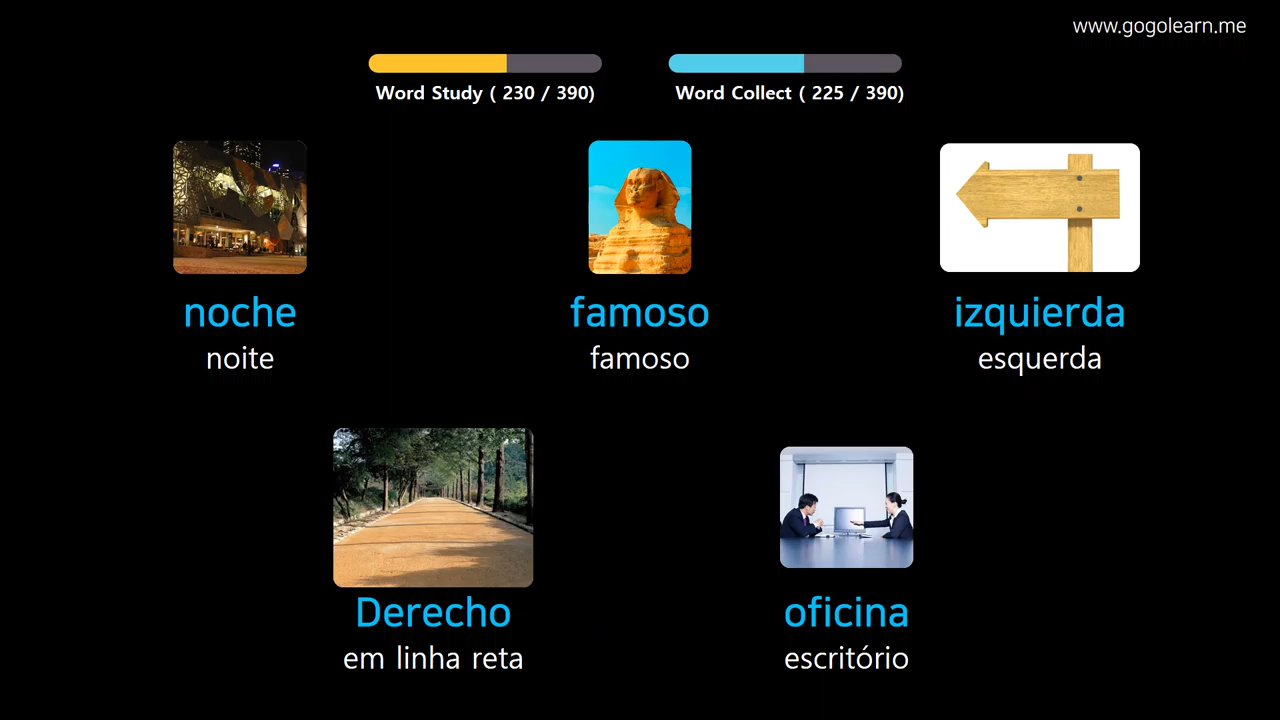 www.gogolearn.me
Word Study ( 230 / 390)
Word Collect ( 225 / 390)
noche
noite
famoso
famoso
izquierda
esquerda
Derecho
em linha reta
oficina
escritório